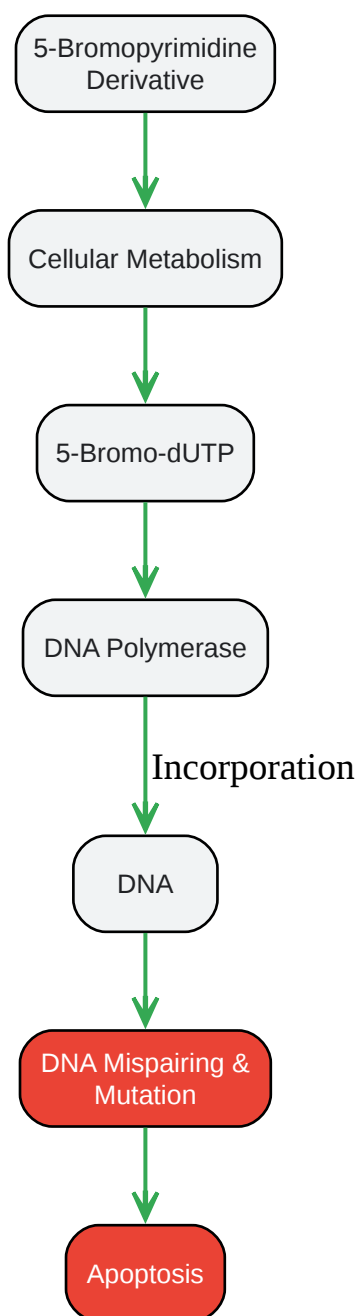 5-Bromopyrimidine
Derivative
Cellular Metabolism
5-Bromo-dUTP
DNA Polymerase
Incorporation
DNA
DNA Mispairing &
Mutation
Apoptosis